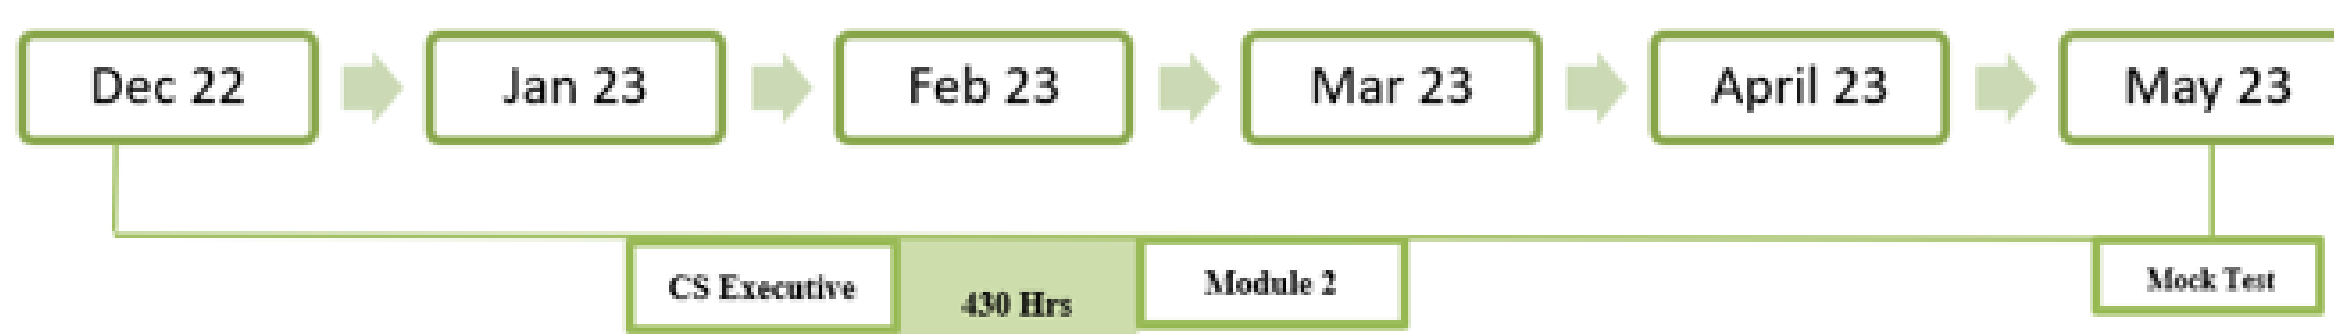 Dec 22
Jan 23
Feb 23
Mar 23
April 23
May 23
CS Executive
430 Hrs
Module 2
Mock Test